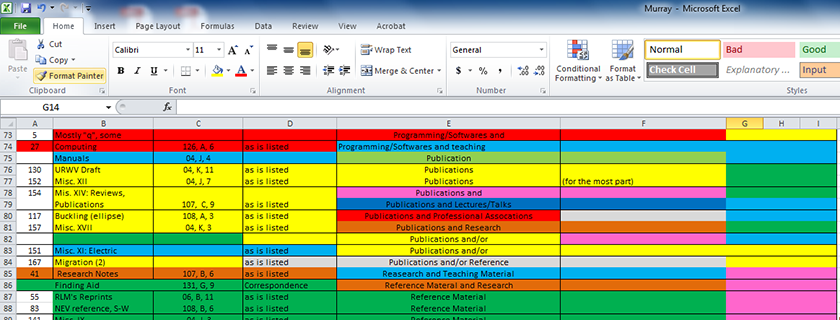 Murray - Microsoft Excel
File Home Insert Page Layout Formulas Data Review View Acrobat
Cut
Copy
Format Painter
Paste
Clipboard
Calibri 11 A A
B I U A
Font
Wrap Text
Merge & Center
Alignment
General
$ % , .0 .00 .00 .0
Number
Conditional Formatting
Format as Table
Normal Bad Good
Check Cell Explanatory ... Input
Styles
G14 fx
A B C D E F G H I
73 5 Mostly "q", some Programming/Softwares and
74 27 Computing 126, A, 6 as is listed Programming/Softwares and teaching
75 Manuals 04, J, 4 Publication
76 130 URWV Draft 04, K, 11 as is listed Publications
77 152 Misc. XII 04, J, 7 as is listed Publications (for the most part)
78 154 Mis. XIV: Reviews, Publications and
79 Publications 107, C, 9 as is listed Publications and Lectures/Talks
80 117 Buckling (ellipse) 108, A, 3 as is listed Publications and Professional Assocations
81 157 Misc. XVII 04, K, 3 as is listed Publications and Research
82 Publications and/or
83 151 Misc. XI: Electric as is listed Publications and/or
84 167 Migration (2) as is listed Publications and/or Reference
85 41 Research Notes 107, B, 6 as is listed Reasearch and Teaching Material
86 Finding Aid 131, G, 9 Correspondence Reference Materal and Research
87 55 RLM's Reprints 06, B, 11 as is listed Reference Material
88 83 NEV reference, S-W 108, B, 6 as is listed Reference Material